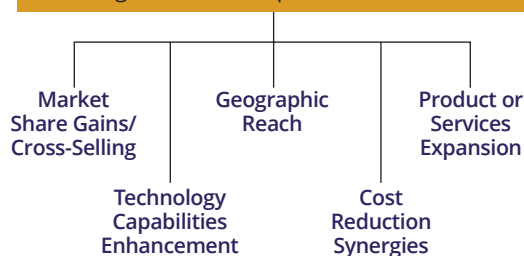 Market
Share Gains/
Cross-Selling
Geographic
Reach
Product or
Services
Expansion
Technology
Capabilities
Enhancement
Cost
Reduction
Synergies